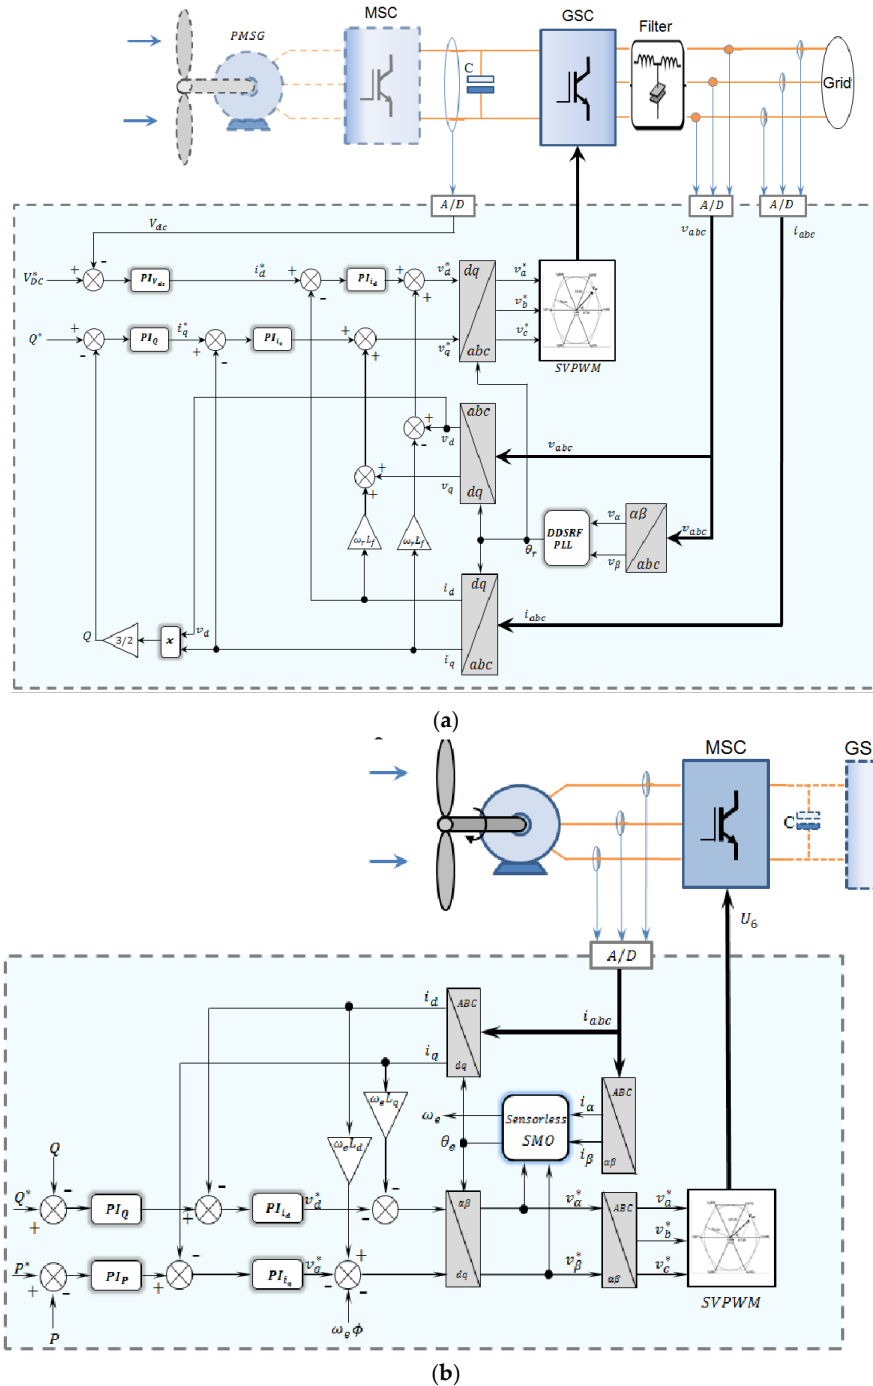 MSC
GSC
Filter
PMSG
C
Grid
A/D
A/D
A/D
V_dc
v_abc
i_abc
V*_DC
+
-
PI_Vdc
i*_d
+
-
PI_id
+
+
v*_d
dq
abc
v*_a
v*_b
v*_c
SVPWM
Q*
+
-
PI_Q
i*_q
+
-
PI_iq
+
+
v*_q
+
-
v_d
abc
dq
v_abc
+
+
v_q
ω_r L_f
ω_r L_f
θ_r
DDSRF
PLL
v_α
v_β
αβ
abc
v_abc
i_d
dq
abc
i_abc
Q
3/2
x
v_d
i_q
(a)
MSC
GS
C
U_6
A/D
i_abc
i_d
i_q
ABC
dq
ω_e L_q
ω_e L_d
ω_e
θ_e
Sensorless
SMO
i_α
i_β
ABC
αβ
Q
Q*
+
-
PI_Q
+
-
PI_id
v*_d
-
-
αβ
dq
v*_α
v*_β
ABC
αβ
v*_a
v*_b
v*_c
SVPWM
P*
+
-
PI_P
+
-
PI_iq
v*_q
+
-
-
P
ω_e ϕ
(b)